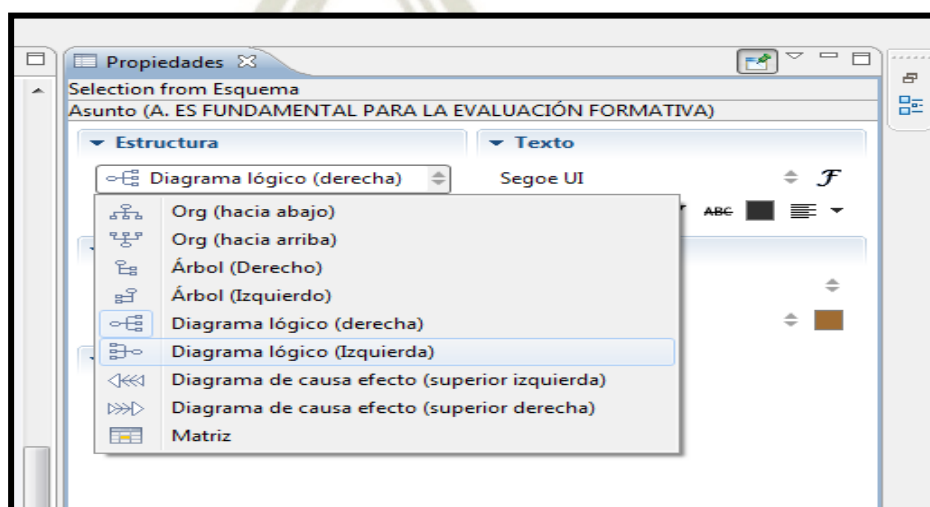 Propiedades
Selection from Esquema
Asunto (A. ES FUNDAMENTAL PARA LA EVALUACIÓN FORMATIVA)
Estructura
Texto
Diagrama lógico (derecha)
Segoe UI
F
ABC
Org (hacia abajo)
Org (hacia arriba)
Árbol (Derecho)
Árbol (Izquierdo)
Diagrama lógico (derecha)
Diagrama lógico (Izquierda)
Diagrama de causa efecto (superior izquierda)
Diagrama de causa efecto (superior derecha)
Matriz